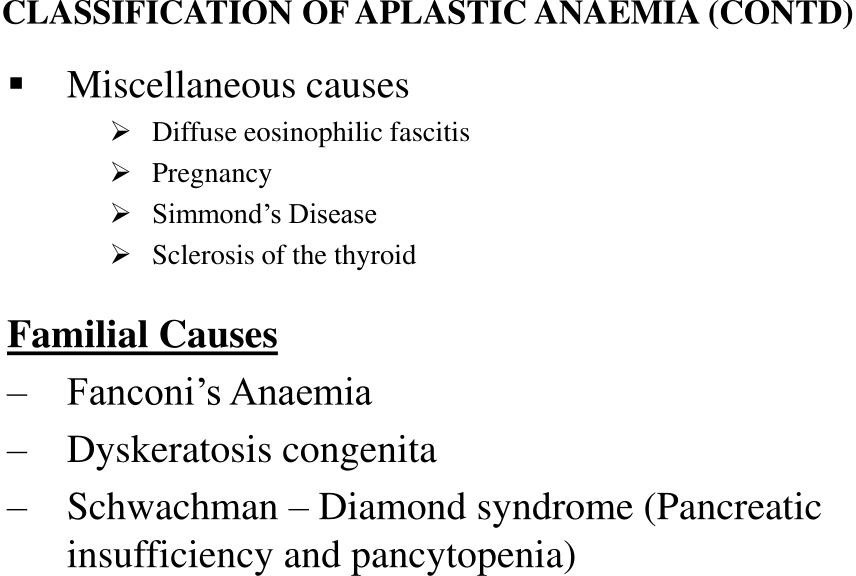 CLASSIFICATION OF APLASTIC ANAEMIA (CONTD)
▪ Miscellaneous causes
➢ Diffuse eosinophilic fascitis
➢ Pregnancy
➢ Simmond’s Disease
➢ Sclerosis of the thyroid
Familial Causes
– Fanconi’s Anaemia
– Dyskeratosis congenita
– Schwachman – Diamond syndrome (Pancreatic
insufficiency and pancytopenia)